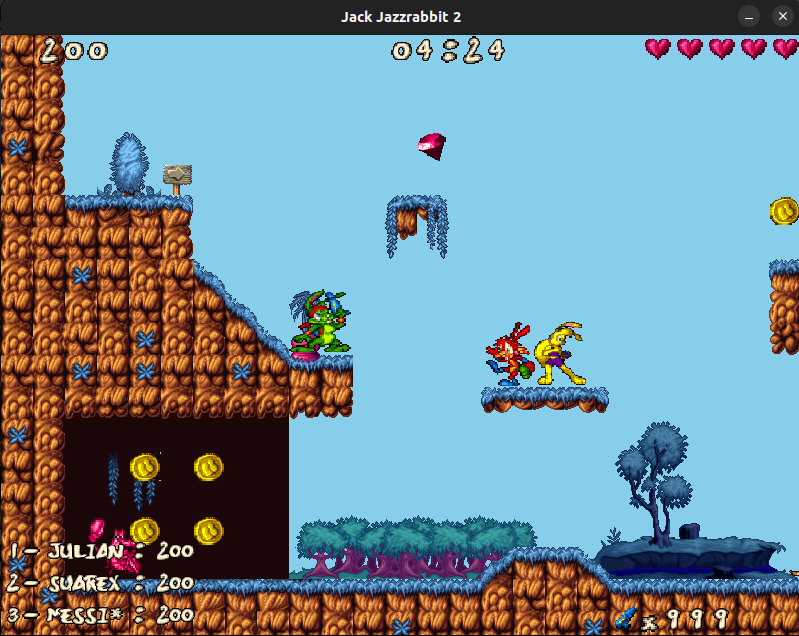 Jack Jazzrabbit 2
200 04:24
1- JULIAN : 200
2- SUAREX : 200
3- MESSI* : 200
x 999